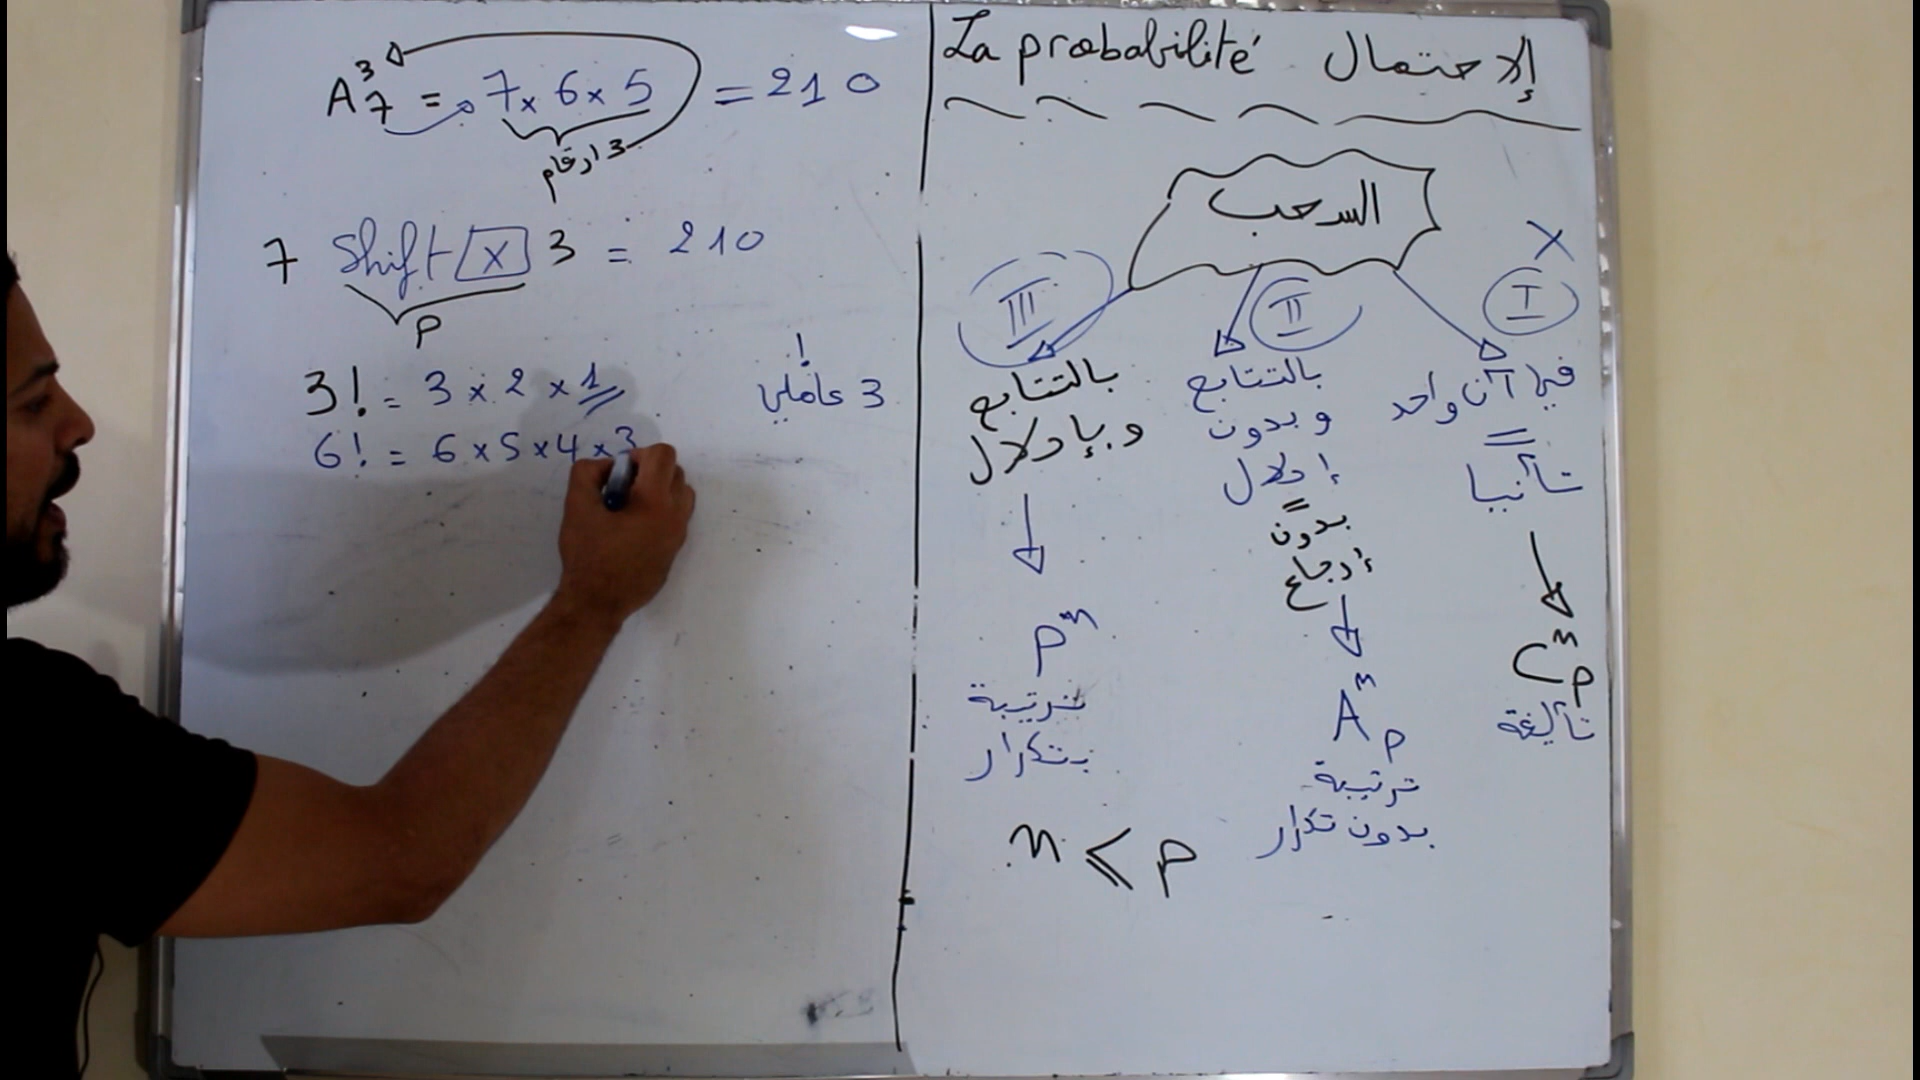 La probabilité الإحتمال
السحب
I
II
III
في آن واحد
=
تأنيا
C^n_p
تألفة
بالتتابع
و بدون
إحلال
=
بدون
إرجاع
A^n_p
ترتيبة
بدون تكرار
بالتتابع
و بإحلال
P^n
ترتيبة
بتكرار
n ⩽ p
A^3_7 = 7 × 6 × 5 = 210
3 أرقام
7 Shift × 3 = 210
P
3! = 3 × 2 × 1
3 عاملي !
6! = 6 × 5 × 4 × 3